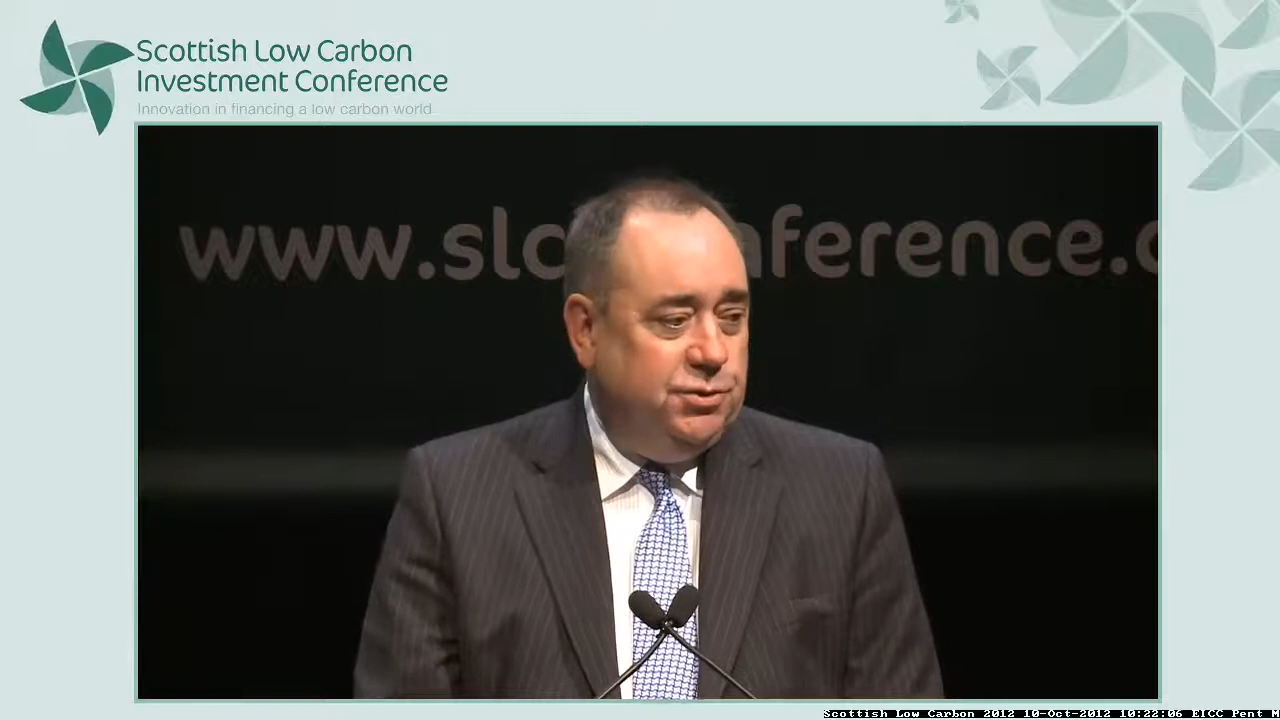 Scottish Low Carbon
Investment Conference
Innovation in financing a low carbon world
www.slc nference.c
Scottish Low Carbon 2012 10-Oct-2012 10:22:06 EICC Pent M